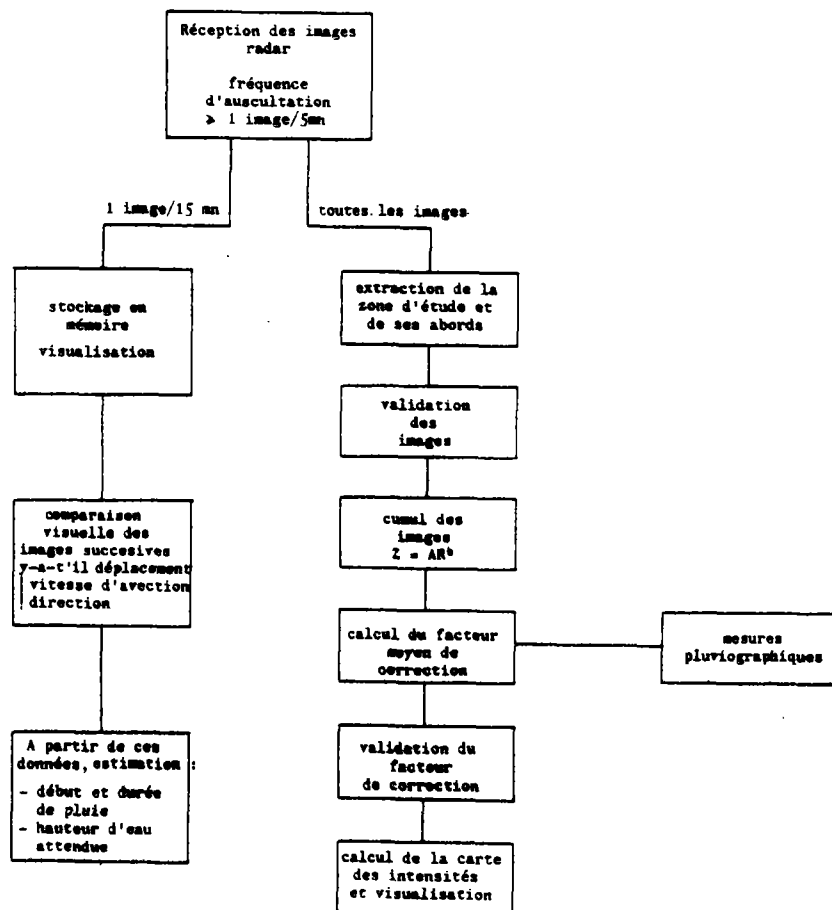 Réception des images
radar
fréquence
d'auscultation
⩾ 1 image/5mn
1 image/15 mn
toutes les images
stockage en
mémoire
visualisation
comparaison
visuelle des
images succesives
y-a-t'il déplacement
vitesse d'avection
direction
A partir de ces
données, estimation :
- début et durée
de pluie
- hauteur d'eau
attendue
extraction de la
zone d'étude et
de ses abords
validation
des
images
cumul des
images
Z = ARᵇ
calcul du facteur
moyen de
correction
mesures
pluviographiques
validation du
facteur
de correction
calcul de la carte
des intensités
et visualisation